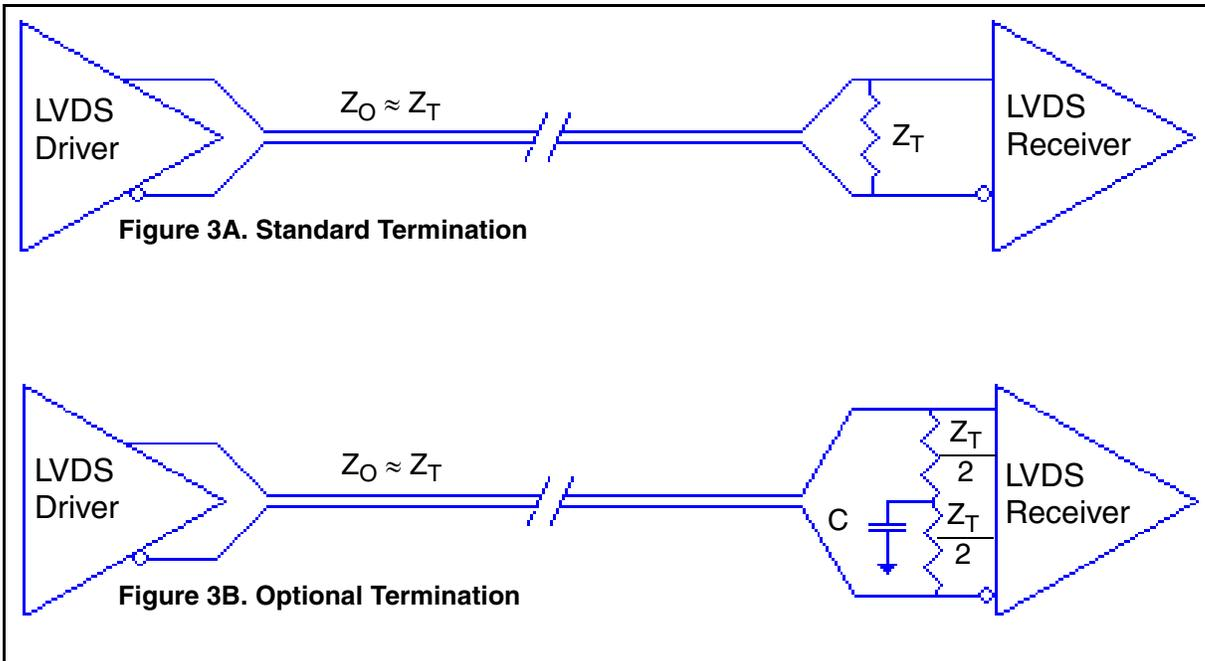 LVDS
Driver
Z_O ≈ Z_T
Z_T
LVDS
Receiver
Figure 3A. Standard Termination
LVDS
Driver
Z_O ≈ Z_T
C
Z_T
2
Z_T
2
LVDS
Receiver
Figure 3B. Optional Termination